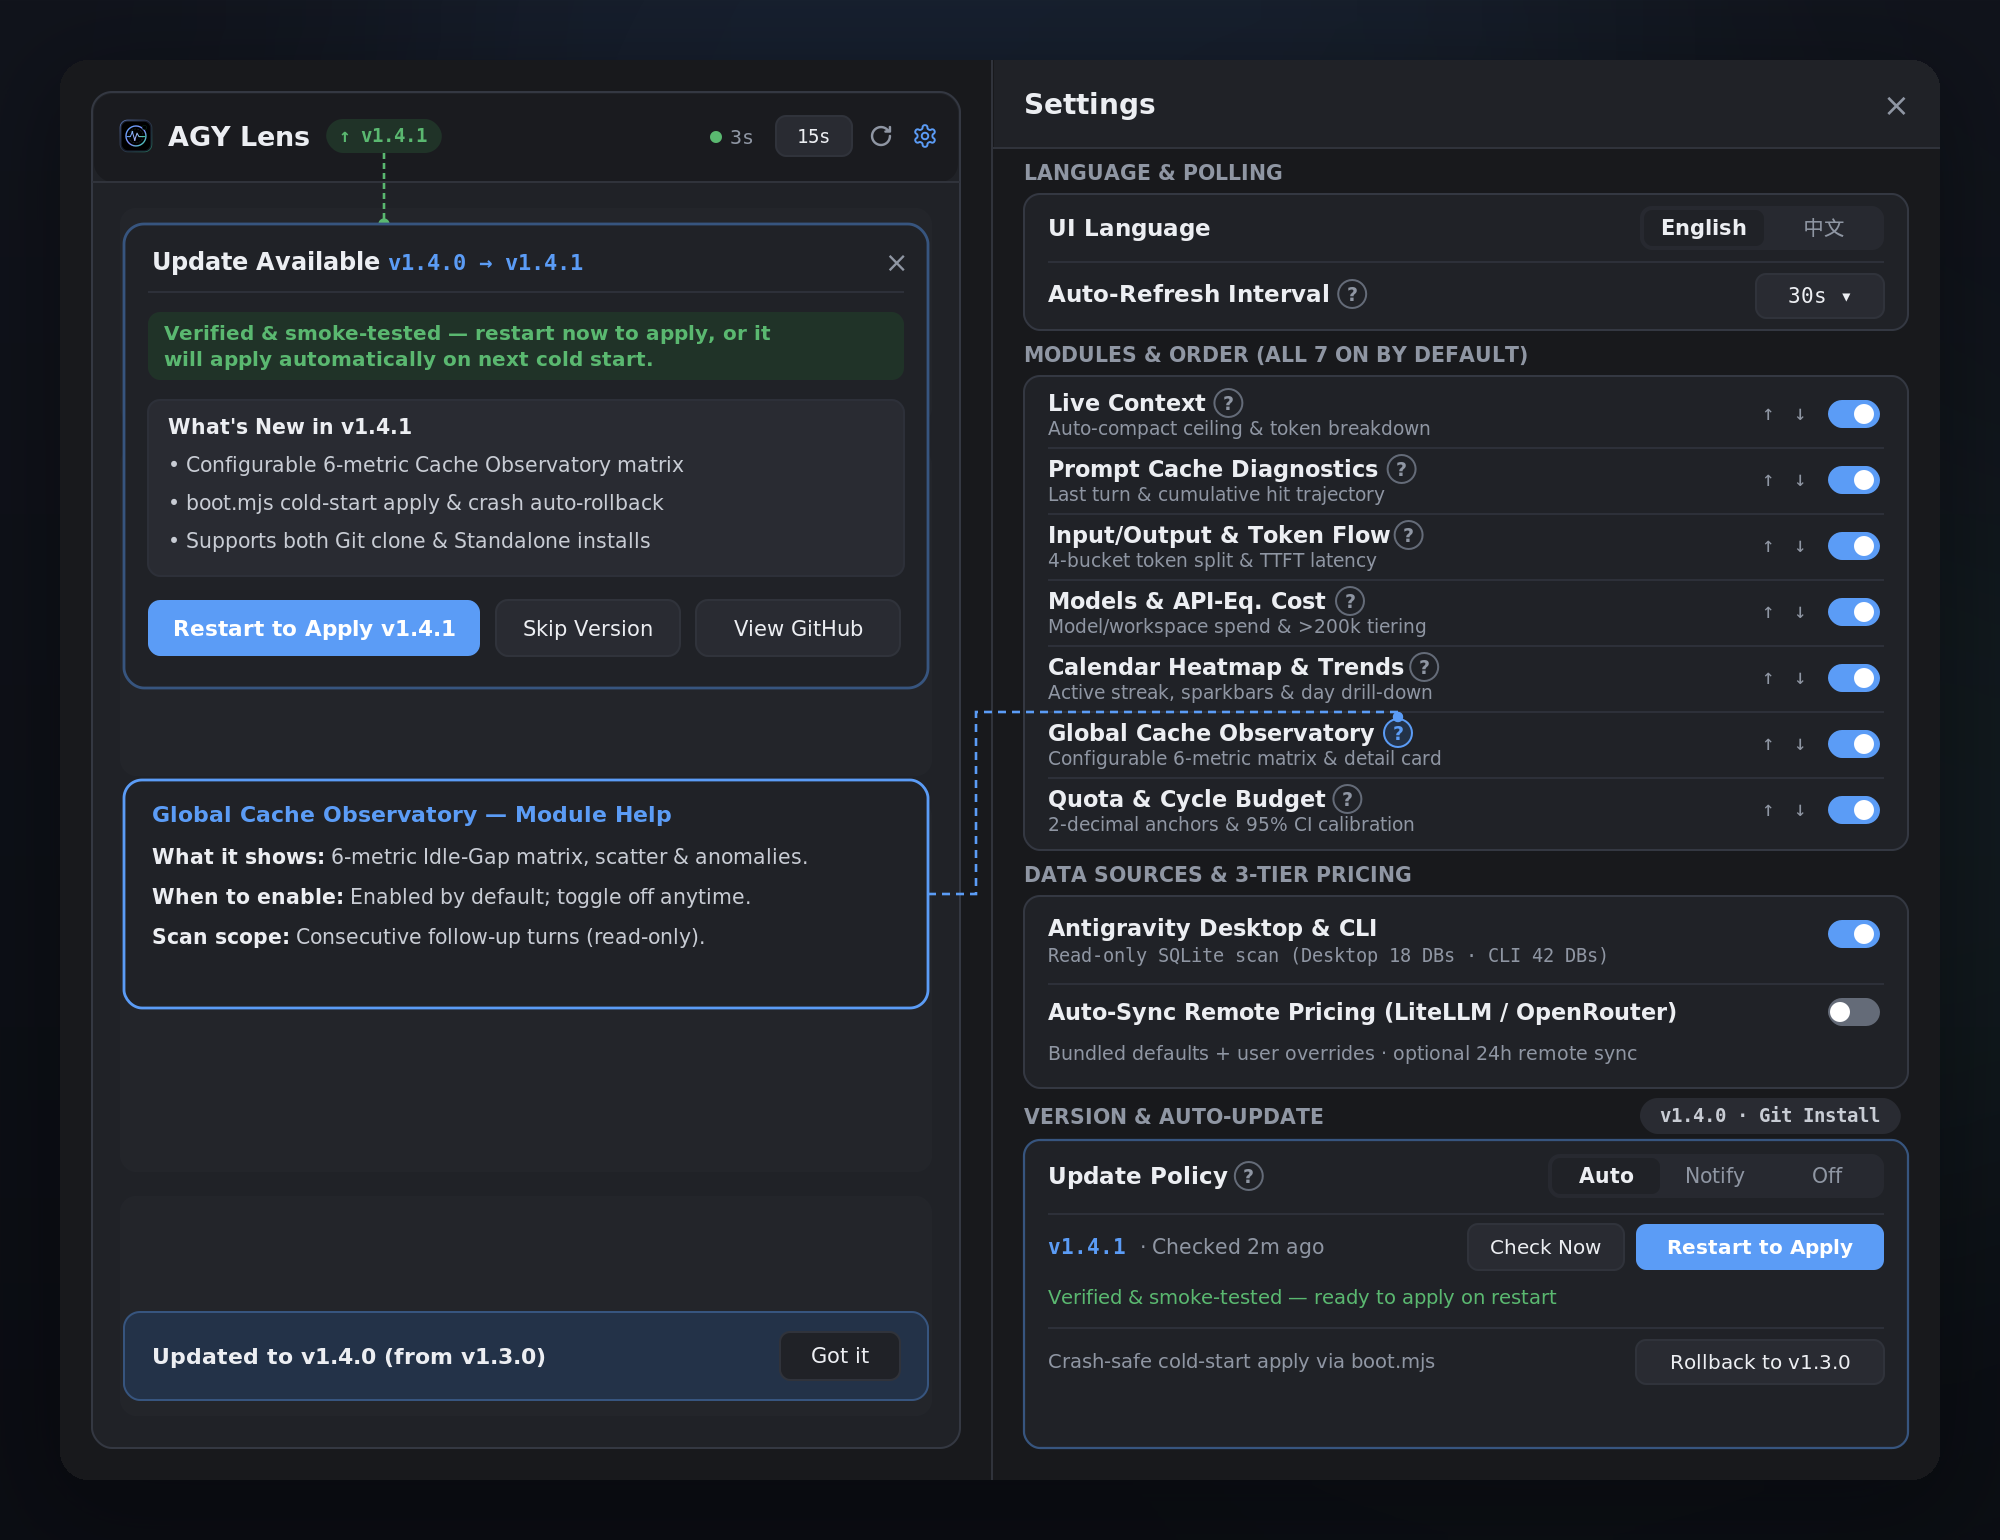 AGY Lens ↑ v1.4.1 3s 15s
Update Available v1.4.0 → v1.4.1 ×
Verified & smoke-tested — restart now to apply, or it
will apply automatically on next cold start.
What's New in v1.4.1
• Configurable 6-metric Cache Observatory matrix
• boot.mjs cold-start apply & crash auto-rollback
• Supports both Git clone & Standalone installs
Restart to Apply v1.4.1 Skip Version View GitHub
Global Cache Observatory — Module Help
What it shows: 6-metric Idle-Gap matrix, scatter & anomalies.
When to enable: Enabled by default; toggle off anytime.
Scan scope: Consecutive follow-up turns (read-only).
Updated to v1.4.0 (from v1.3.0) Got it
Settings ×
LANGUAGE & POLLING
UI Language English 中文
Auto-Refresh Interval ? 30s ▾
MODULES & ORDER (ALL 7 ON BY DEFAULT)
Live Context ? ↑ ↓
Auto-compact ceiling & token breakdown
Prompt Cache Diagnostics ? ↑ ↓
Last turn & cumulative hit trajectory
Input/Output & Token Flow ? ↑ ↓
4-bucket token split & TTFT latency
Models & API-Eq. Cost ? ↑ ↓
Model/workspace spend & >200k tiering
Calendar Heatmap & Trends ? ↑ ↓
Active streak, sparkbars & day drill-down
Global Cache Observatory ? ↑ ↓
Configurable 6-metric matrix & detail card
Quota & Cycle Budget ? ↑ ↓
2-decimal anchors & 95% CI calibration
DATA SOURCES & 3-TIER PRICING
Antigravity Desktop & CLI
Read-only SQLite scan (Desktop 18 DBs · CLI 42 DBs)
Auto-Sync Remote Pricing (LiteLLM / OpenRouter)
Bundled defaults + user overrides · optional 24h remote sync
VERSION & AUTO-UPDATE v1.4.0 · Git Install
Update Policy ? Auto Notify Off
v1.4.1 · Checked 2m ago Check Now Restart to Apply
Verified & smoke-tested — ready to apply on restart
Crash-safe cold-start apply via boot.mjs Rollback to v1.3.0